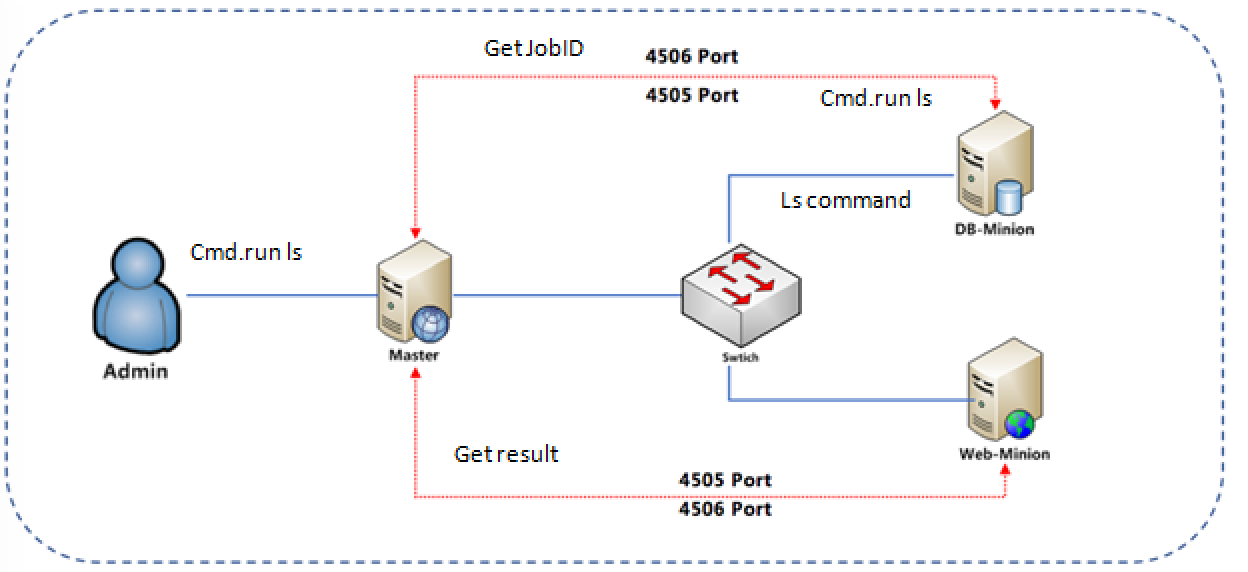 Get JobID
4506 Port
4505 Port
Cmd.run ls
Ls command
DB-Minion
Cmd.run ls
Admin
Master
Swtich
Web-Minion
Get result
4505 Port
4506 Port